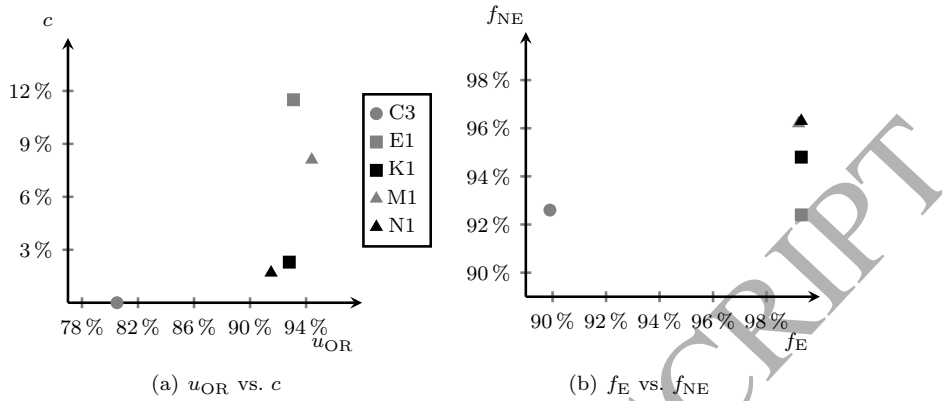 c
12 %
9 %
6 %
3 %
78 % 82 % 86 % 90 % 94 %
u_OR
C3
E1
K1
M1
N1
(a) u_OR vs. c
f_NE
98 %
96 %
94 %
92 %
90 %
90 % 92 % 94 % 96 % 98 %
f_E
(b) f_E vs. f_NE
SCRIPT